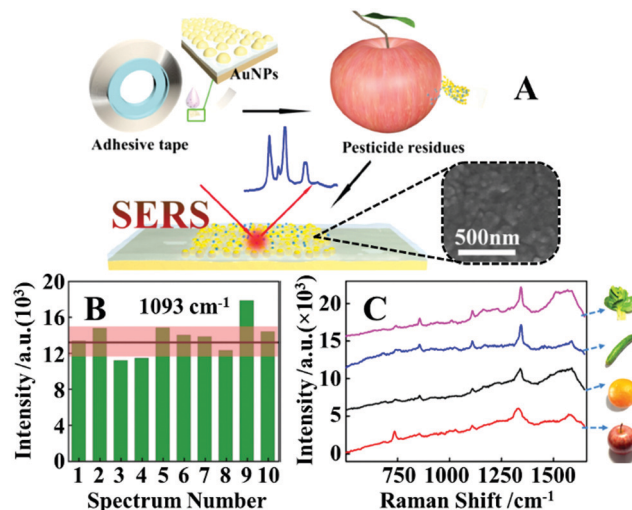 AuNPs
A
Adhesive tape
Pesticide residues
SERS
500nm
B
1093 cm⁻¹
Intensity /a.u.(10³)
20
16
12
8
4
0
1 2 3 4 5 6 7 8 9 10
Spectrum Number
C
Intensity /a.u.(×10³)
20
15
10
5
0
750 1000 1250 1500
Raman Shift /cm⁻¹